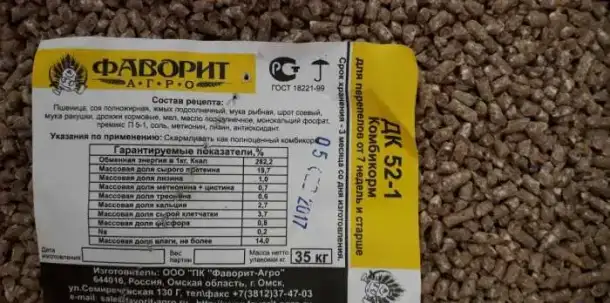 ФАВОРИТ
А·Г·Р·О
ГОСТ 18221-99
Состав рецепта:
Пшеница, соя полножирная, жмых подсолнечный, мука рыбная, шрот соевый,
мука ракушки, дрожжи кормовые, мел, масло подсолнечное, монокальций фосфат,
премикс П 5-1, соль, метионин, лизин, антиоксидант.
Указания по применению: Скармливать как полноценный комбикорм
Гарантируемые показатели,%
Обменная энергия в 1кг, Ккал 282,2
Массовая доля сырого протеина 19,7
Массовая доля лизина 1,0
Массовая доля метионина + цистина 0,7
Массовая доля треонина 0,6
Массовая доля кальция 2,7
Массовая доля сырой клетчатки 3,7
Массовая доля фосфора 0,8
Na 0,2
Массовая доля влаги, не более 14,0
Дата изготовления
Вес партии
Масса нетто упаковки 35 кг
Изготовитель: ООО "ПК "Фаворит-Агро"
644016, Россия, Омская область, г. Омск,
ул.Семиреченская 130 Г, тел\факс +7(3812)37-47-03
05 2017
Срок хранения - 3 месяца со дня изготовления.
для перепелов от 7 недель и старше
Комбикорм
ДК 52-1